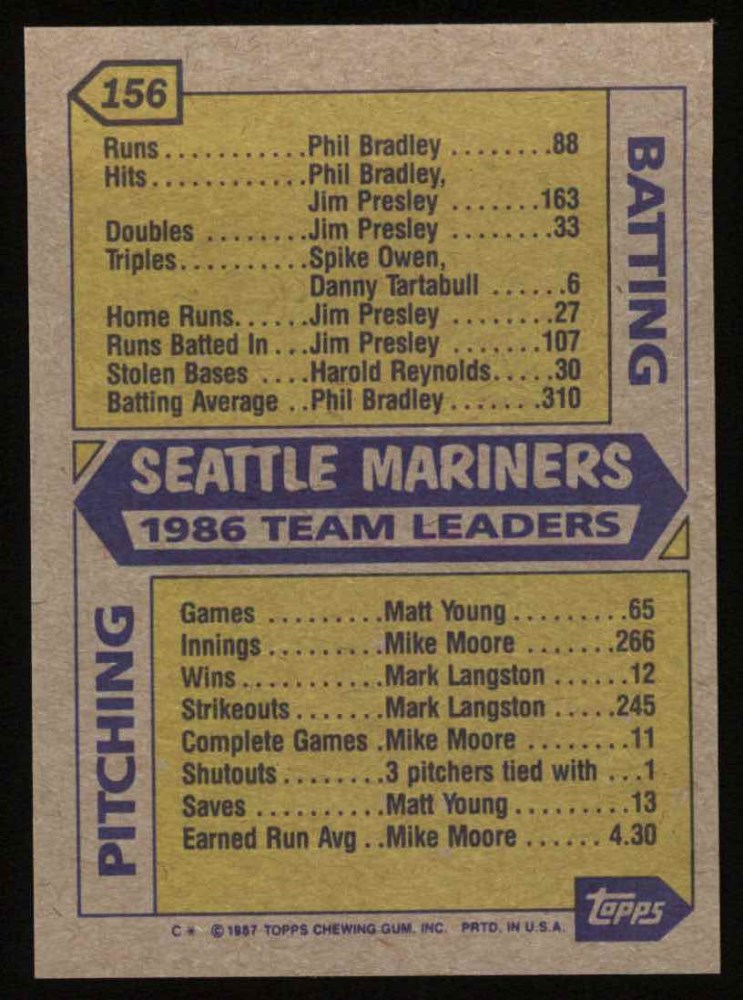 156
BATTING
Runs...........Phil Bradley ........88
Hits............Phil Bradley,
Jim Presley .......163
Doubles ........Jim Presley ........33
Triples..........Spike Owen,
Danny Tartabull ......6
Home Runs......Jim Presley ........27
Runs Batted In ...Jim Presley .......107
Stolen Bases ....Harold Reynolds.....30
Batting Average ..Phil Bradley.......310
SEATTLE MARINERS
1986 TEAM LEADERS
PITCHING
Games .........Matt Young.........65
Innings.........Mike Moore .......266
Wins...........Mark Langston ......12
Strikeouts.......Mark Langston .....245
Complete Games .Mike Moore ........11
Shutouts........3 pitchers tied with ...1
Saves ..........Matt Young.........13
Earned Run Avg ..Mike Moore ...... 4.30
topps
C * © 1987 TOPPS CHEWING GUM, INC. PRTD. IN U.S.A.